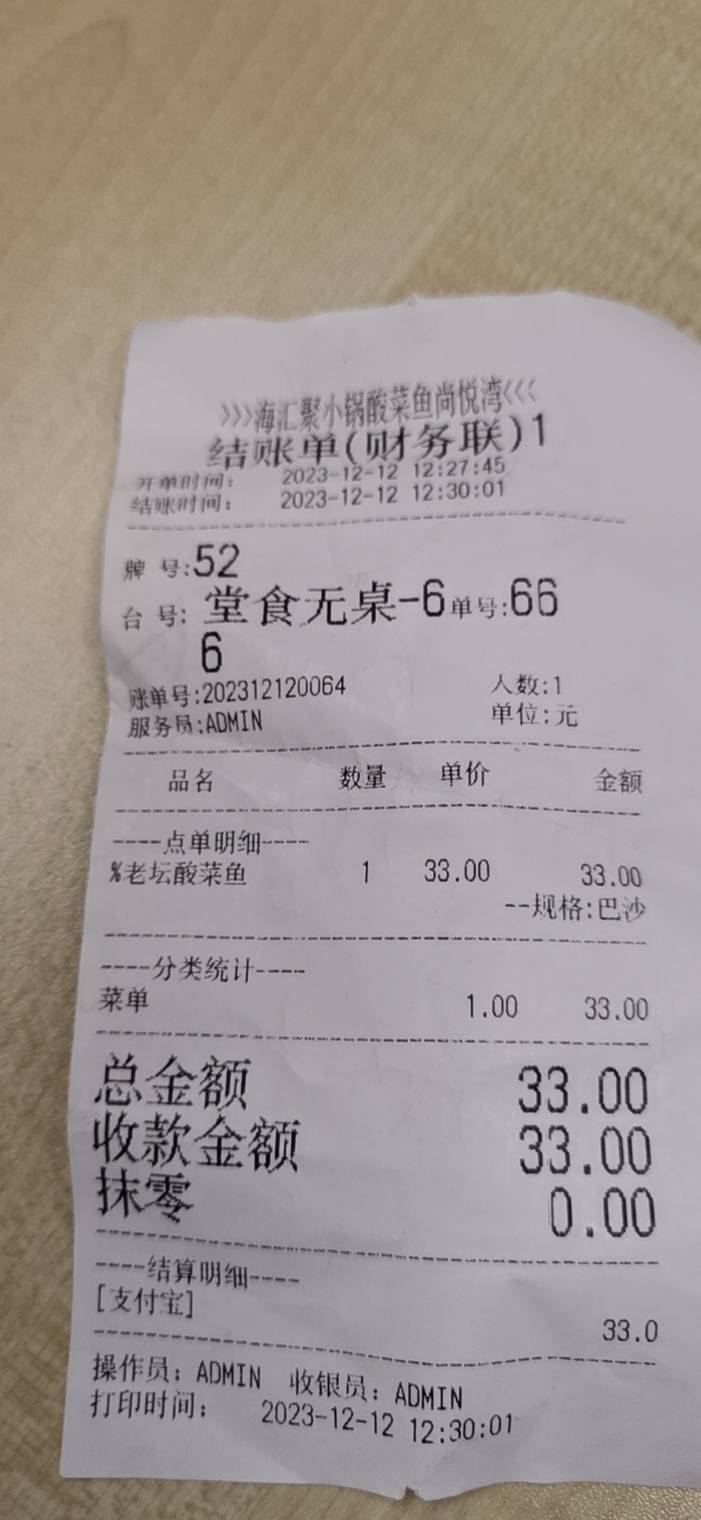 >>>海汇聚小锅酸菜鱼尚悦湾<<<
结账单(财务联)1
开单时间: 2023-12-12 12:27:45
结账时间: 2023-12-12 12:30:01
牌 号:52
台 号: 堂食无桌-6 单号:66
6
账单号:202312120064 人数:1
服务员:ADMIN 单位:元
品名 数量 单价 金额
----点单明细----
%老坛酸菜鱼 1 33.00 33.00
--规格:巴沙
----分类统计----
菜单 1.00 33.00
总金额 33.00
收款金额 33.00
抹零 0.00
----结算明细----
[支付宝] 33.0
操作员: ADMIN 收银员: ADMIN
打印时间: 2023-12-12 12:30:01